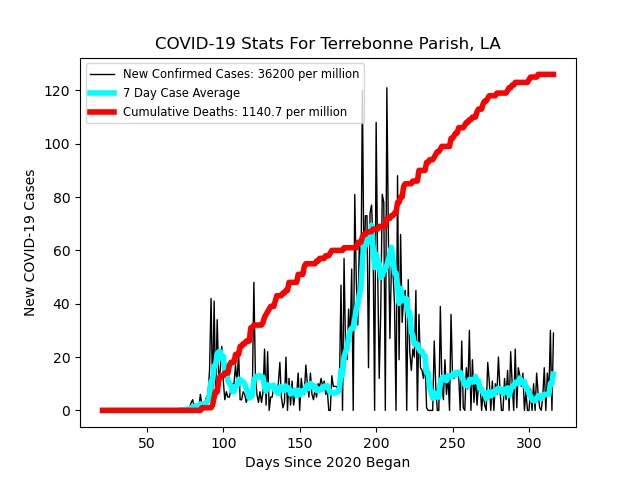 COVID-19 Stats For Terrebonne Parish, LA
New Confirmed Cases: 36200 per million
7 Day Case Average
Cumulative Deaths: 1140.7 per million
New COVID-19 Cases
120
100
80
60
40
20
0
50 100 150 200 250 300
Days Since 2020 Began